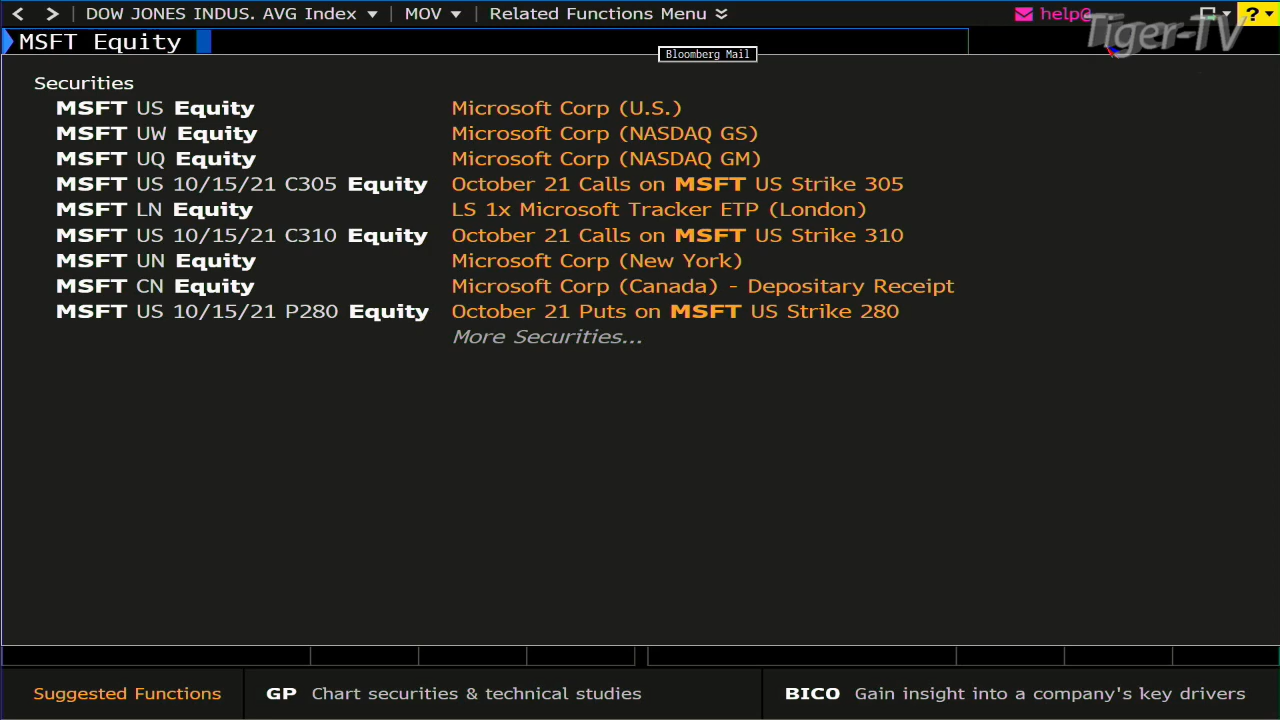 DOW JONES INDUS. AVG Index MOV Related Functions Menu help@ ?
Tiger-TV
MSFT Equity
Bloomberg Mail
Securities
MSFT US Equity Microsoft Corp (U.S.)
MSFT UW Equity Microsoft Corp (NASDAQ GS)
MSFT UQ Equity Microsoft Corp (NASDAQ GM)
MSFT US 10/15/21 C305 Equity October 21 Calls on MSFT US Strike 305
MSFT LN Equity LS 1x Microsoft Tracker ETP (London)
MSFT US 10/15/21 C310 Equity October 21 Calls on MSFT US Strike 310
MSFT UN Equity Microsoft Corp (New York)
MSFT CN Equity Microsoft Corp (Canada) - Depositary Receipt
MSFT US 10/15/21 P280 Equity October 21 Puts on MSFT US Strike 280
More Securities...
Suggested Functions GP Chart securities & technical studies BICO Gain insight into a company's key drivers